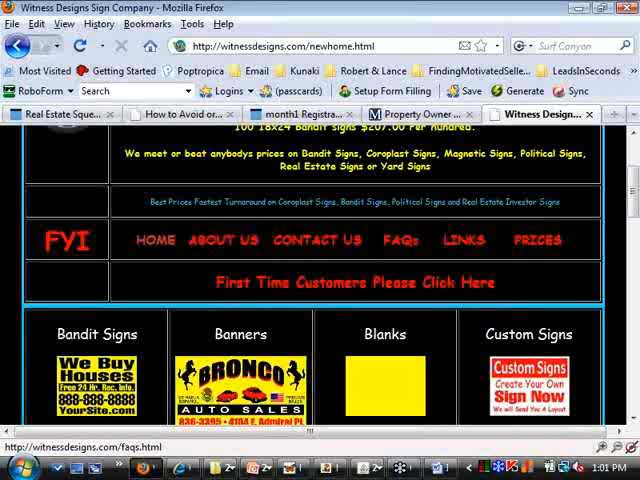 Witness Designs Sign Company - Mozilla Firefox
File Edit View History Bookmarks Tools Help
http://witnessdesigns.com/newhome.html
Surf Canyon
Most Visited Getting Started Poptropica Email Kunaki Robert & Lance FindingMotivatedSelle... LeadsInSeconds
RoboForm Search Logins (passcards) Setup Form Filling Save Generate Sync
Real Estate Sque... How to Avoid or... month1 Registra... Property Owner ... Witness Design...
100 18x24 bandit signs $207.00 Per hundred.
We meet or beat anybodys prices on Bandit Signs, Coroplast Signs, Magnetic Signs, Political Signs,
Real Estate Signs or Yard Signs
Best Prices Fastest Turnaround on Coroplast Signs, Bandit Signs, Political Signs and Real Estate Investor Signs
FYI HOME ABOUT US CONTACT US FAQs LINKS PRICES
First Time Customers Please Click Here
Bandit Signs Banners Blanks Custom Signs
We Buy
Houses
Free 24 Hr. Rec. info.
888-888-8888
YourSite.com
BRONCO
AUTO SALES
836-3395 • 4104 E. Admiral Pl.
Custom Signs
Create Your Own
Sign Now
We will Send You A Layout
http://witnessdesigns.com/faqs.html
1:01 PM